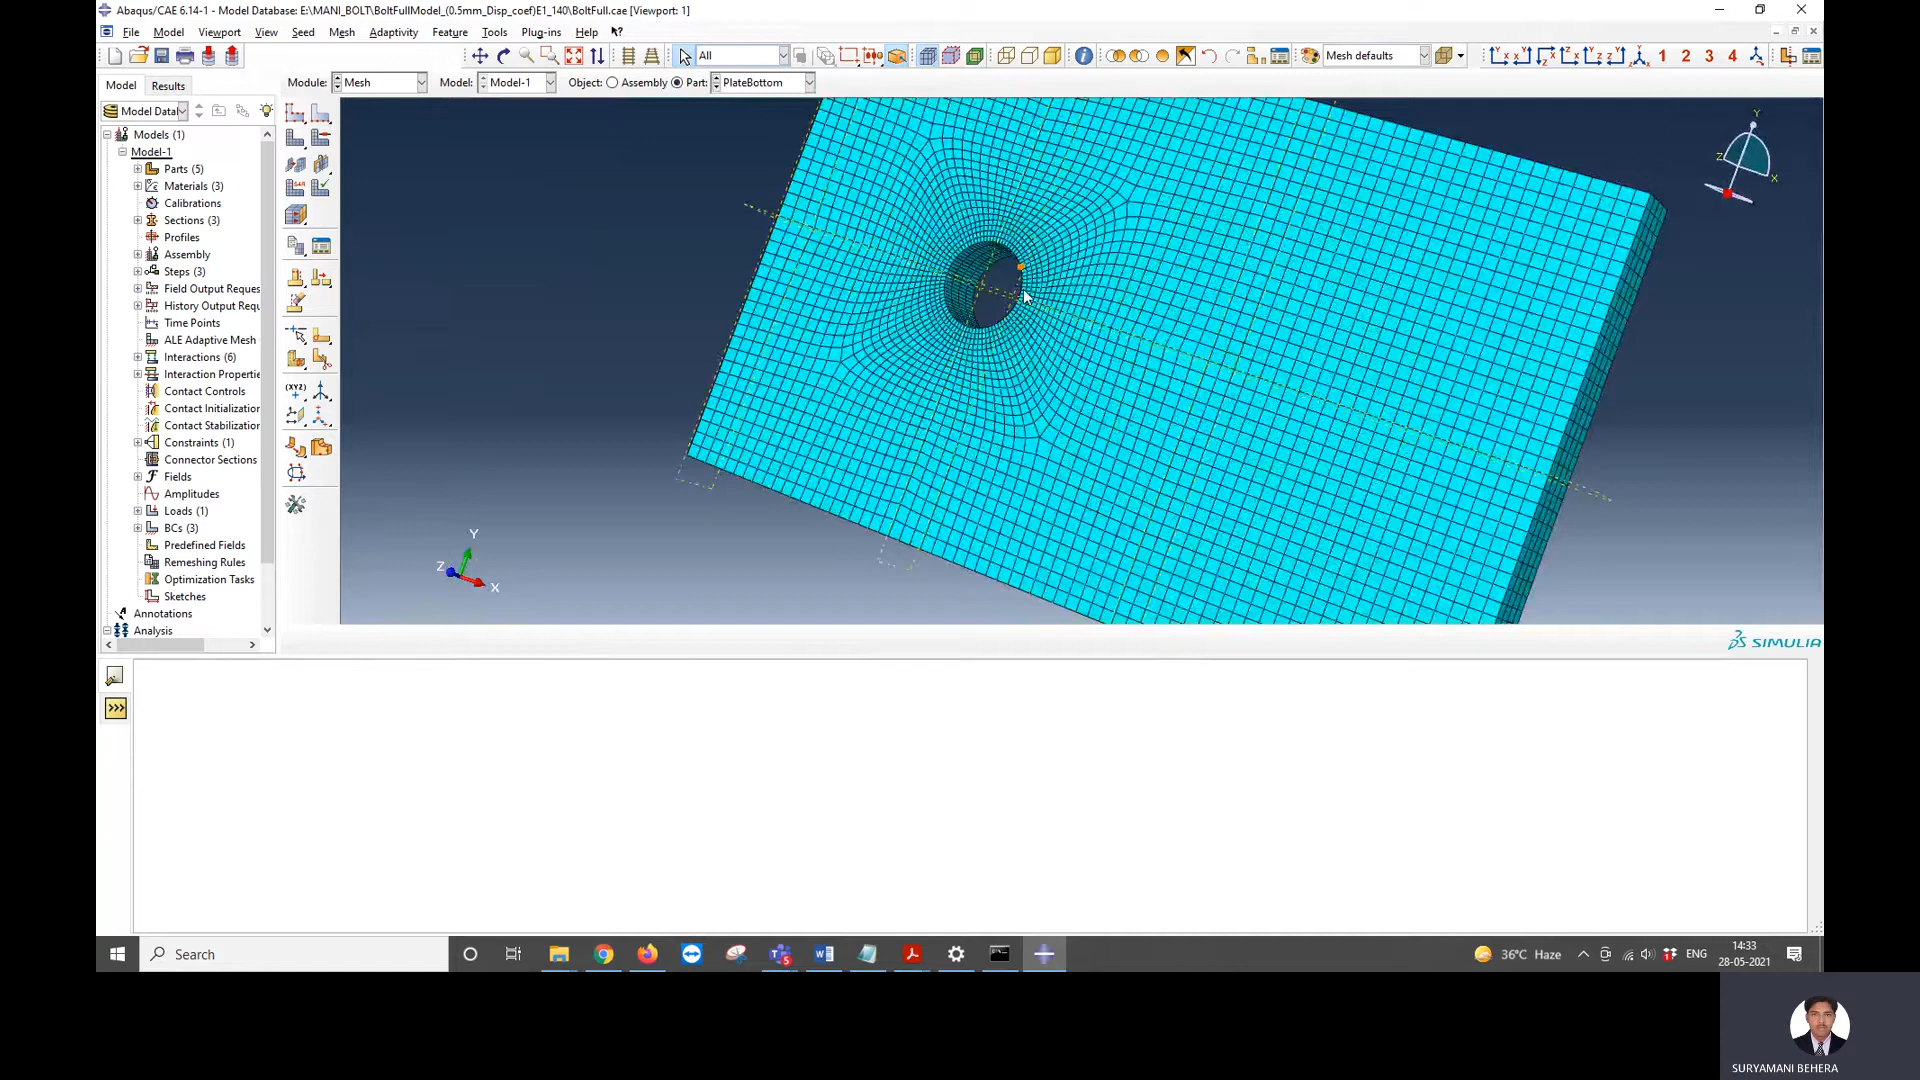 Abaqus/CAE 6.14-1 - Model Database: E:\MANI_BOLT\BoltFullModel_(0.5mm_Disp_coef)E1_140\BoltFull.cae [Viewport: 1]
File Model Viewport View Seed Mesh Adaptivity Feature Tools Plug-ins Help
All
Mesh defaults
1 2 3 4
Model Results
Module: Mesh Model: Model-1 Object: Assembly Part: PlateBottom
Model Datal
Models (1)
Model-1
Parts (5)
Materials (3)
Calibrations
Sections (3)
Profiles
Assembly
Steps (3)
Field Output Reques
History Output Requ
Time Points
ALE Adaptive Mesh
Interactions (6)
Interaction Propertie
Contact Controls
Contact Initialization
Contact Stabilization
Constraints (1)
Connector Sections
Fields
Amplitudes
Loads (1)
BCs (3)
Predefined Fields
Remeshing Rules
Optimization Tasks
Sketches
Annotations
Analysis
(XYZ)
Y
Z
X
Y
Z
X
SIMULIA
>>>
Search
5
36°C Haze
ENG
14:33
28-05-2021
SURYAMANI BEHERA